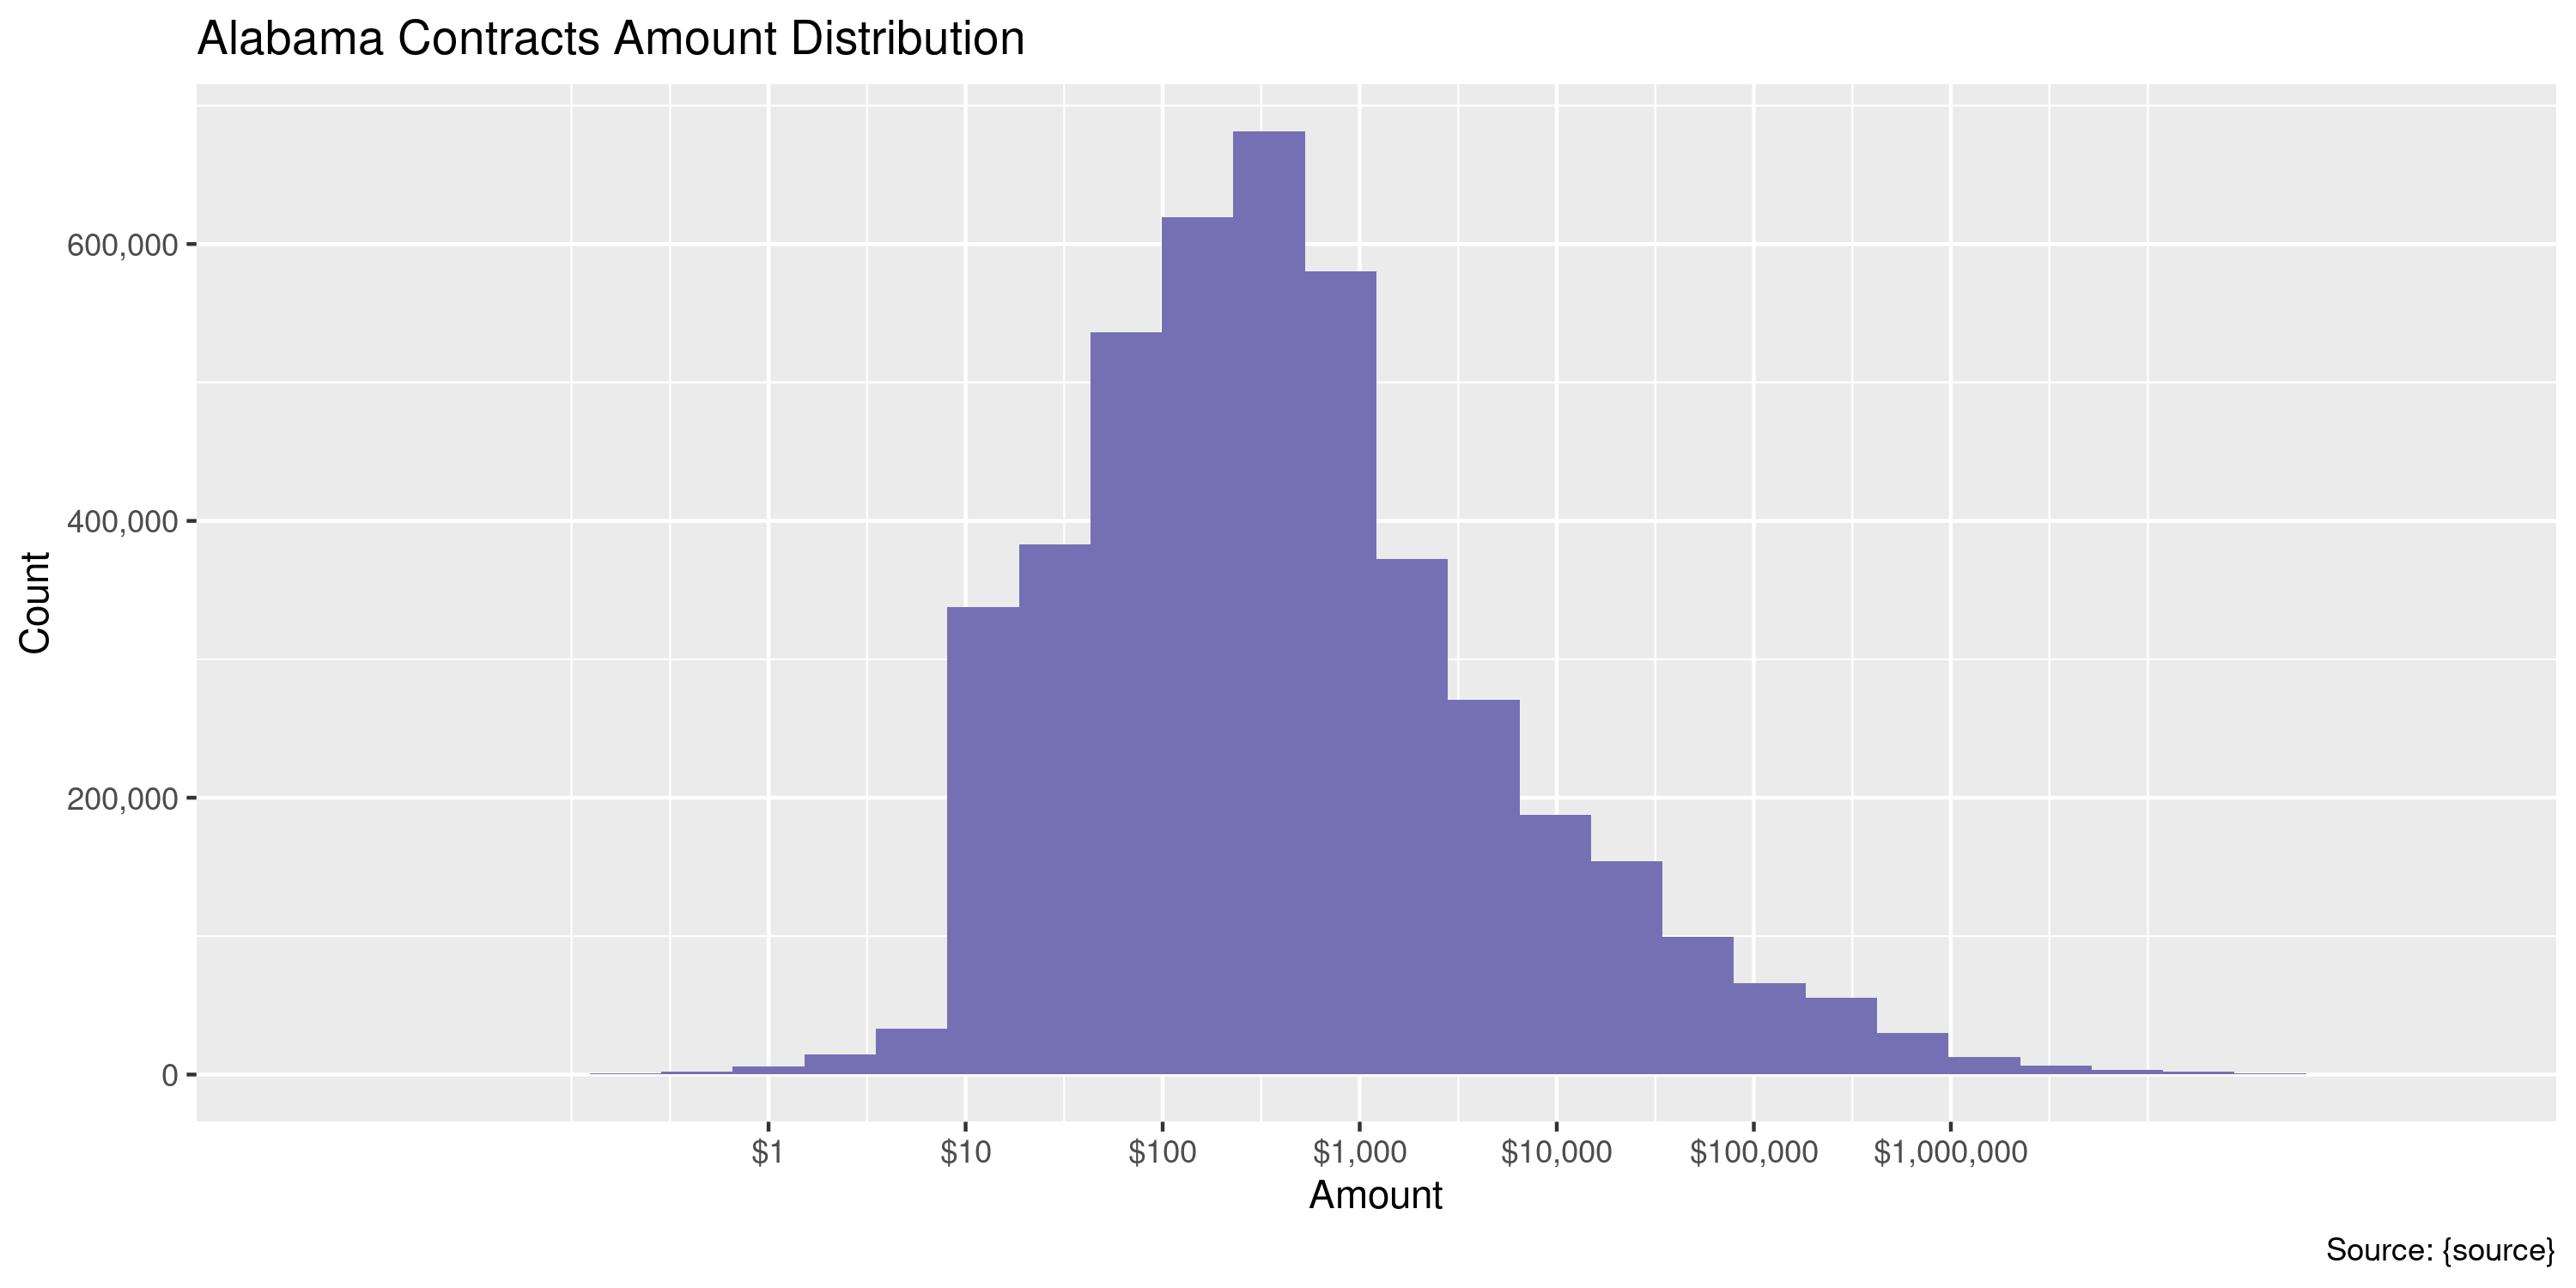 Alabama Contracts Amount Distribution
600,000
400,000
200,000
0
Count
$1 $10 $100 $1,000 $10,000 $100,000 $1,000,000
Amount
Source: {source}